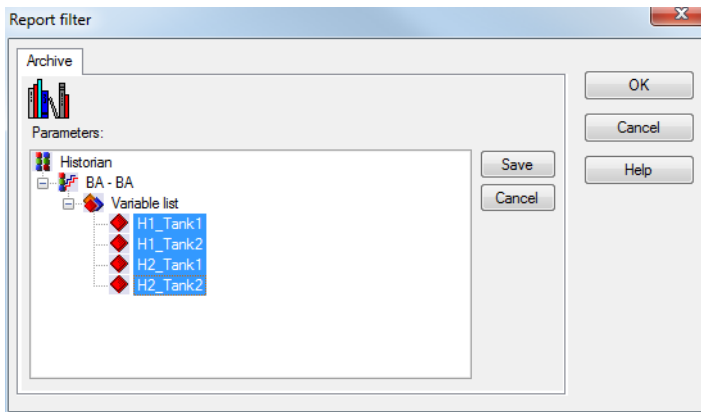 Report filter
Archive
OK
Parameters:
Cancel
Historian
Save
Help
BA - BA
Cancel
Variable list
H1_Tank1
H1_Tank2
H2_Tank1
H2_Tank2